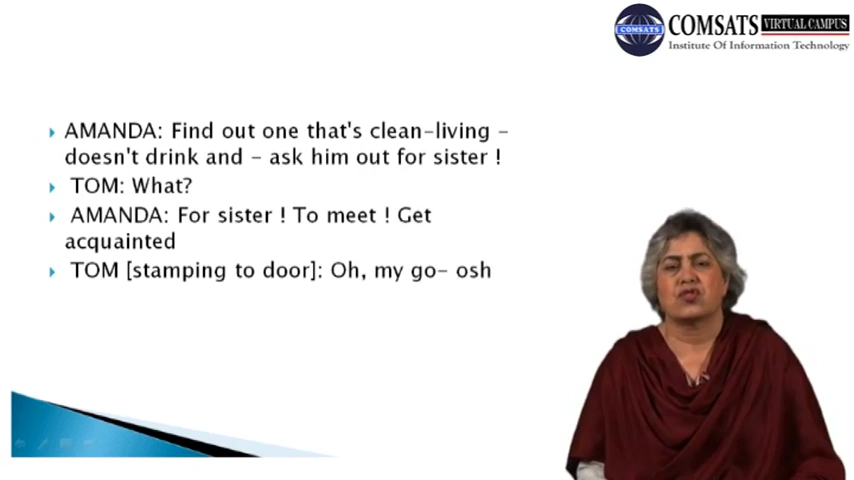 COMSATS VIRTUAL CAMPUS
COMSATS
Institute Of Information Technology
AMANDA: Find out one that's clean-living -
doesn't drink and - ask him out for sister !
TOM: What?
AMANDA: For sister ! To meet ! Get
acquainted
TOM [stamping to door]: Oh, my go- osh